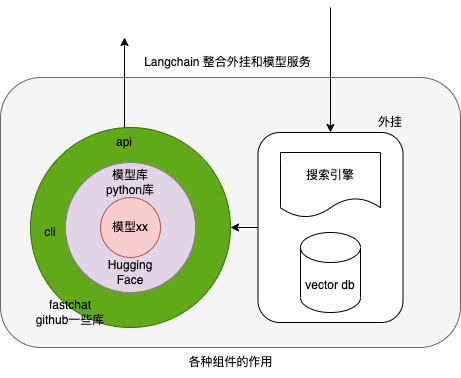 Langchain 整合外挂和模型服务
外挂
api
搜索引擎
模型库
python库
模型xx
cli
Hugging
Face
vector db
fastchat
github一些库
各种组件的作用